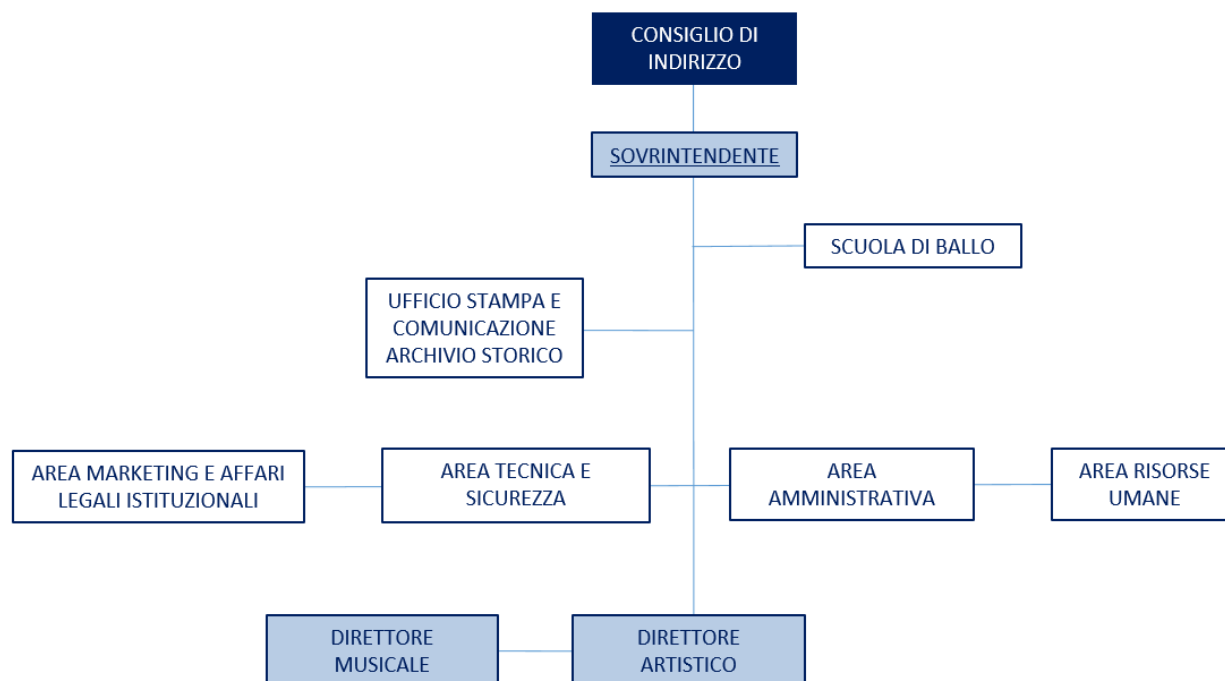 CONSIGLIO DI
INDIRIZZO
SOVRINTENDENTE
SCUOLA DI BALLO
UFFICIO STAMPA E
COMUNICAZIONE
ARCHIVIO STORICO
AREA MARKETING E AFFARI
LEGALI ISTITUZIONALI
AREA TECNICA E
SICUREZZA
AREA
AMMINISTRATIVA
AREA RISORSE
UMANE
DIRETTORE
MUSICALE
DIRETTORE
ARTISTICO